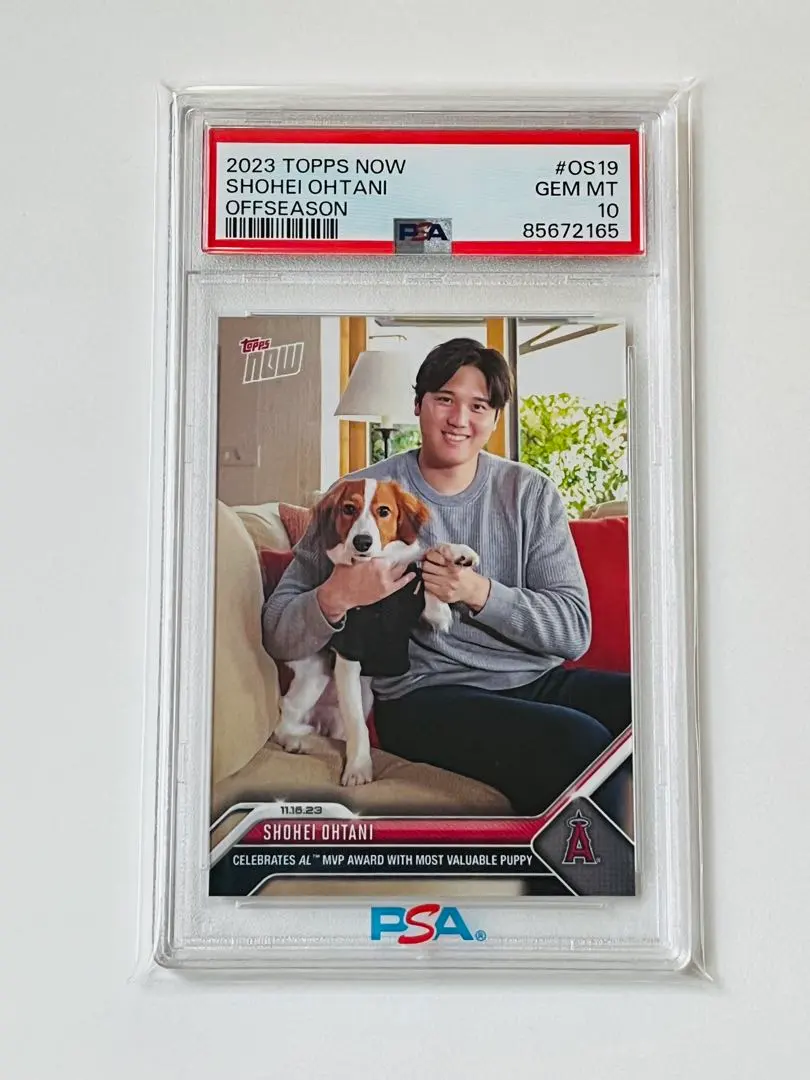 2023 TOPPS NOW #OS19
SHOHEI OHTANI GEM MT
OFFSEASON 10
PSA 85672165
TOPPS
NOW
11.16.23
SHOHEI OHTANI
CELEBRATES AL™ MVP AWARD WITH MOST VALUABLE PUPPY
A
PSA®